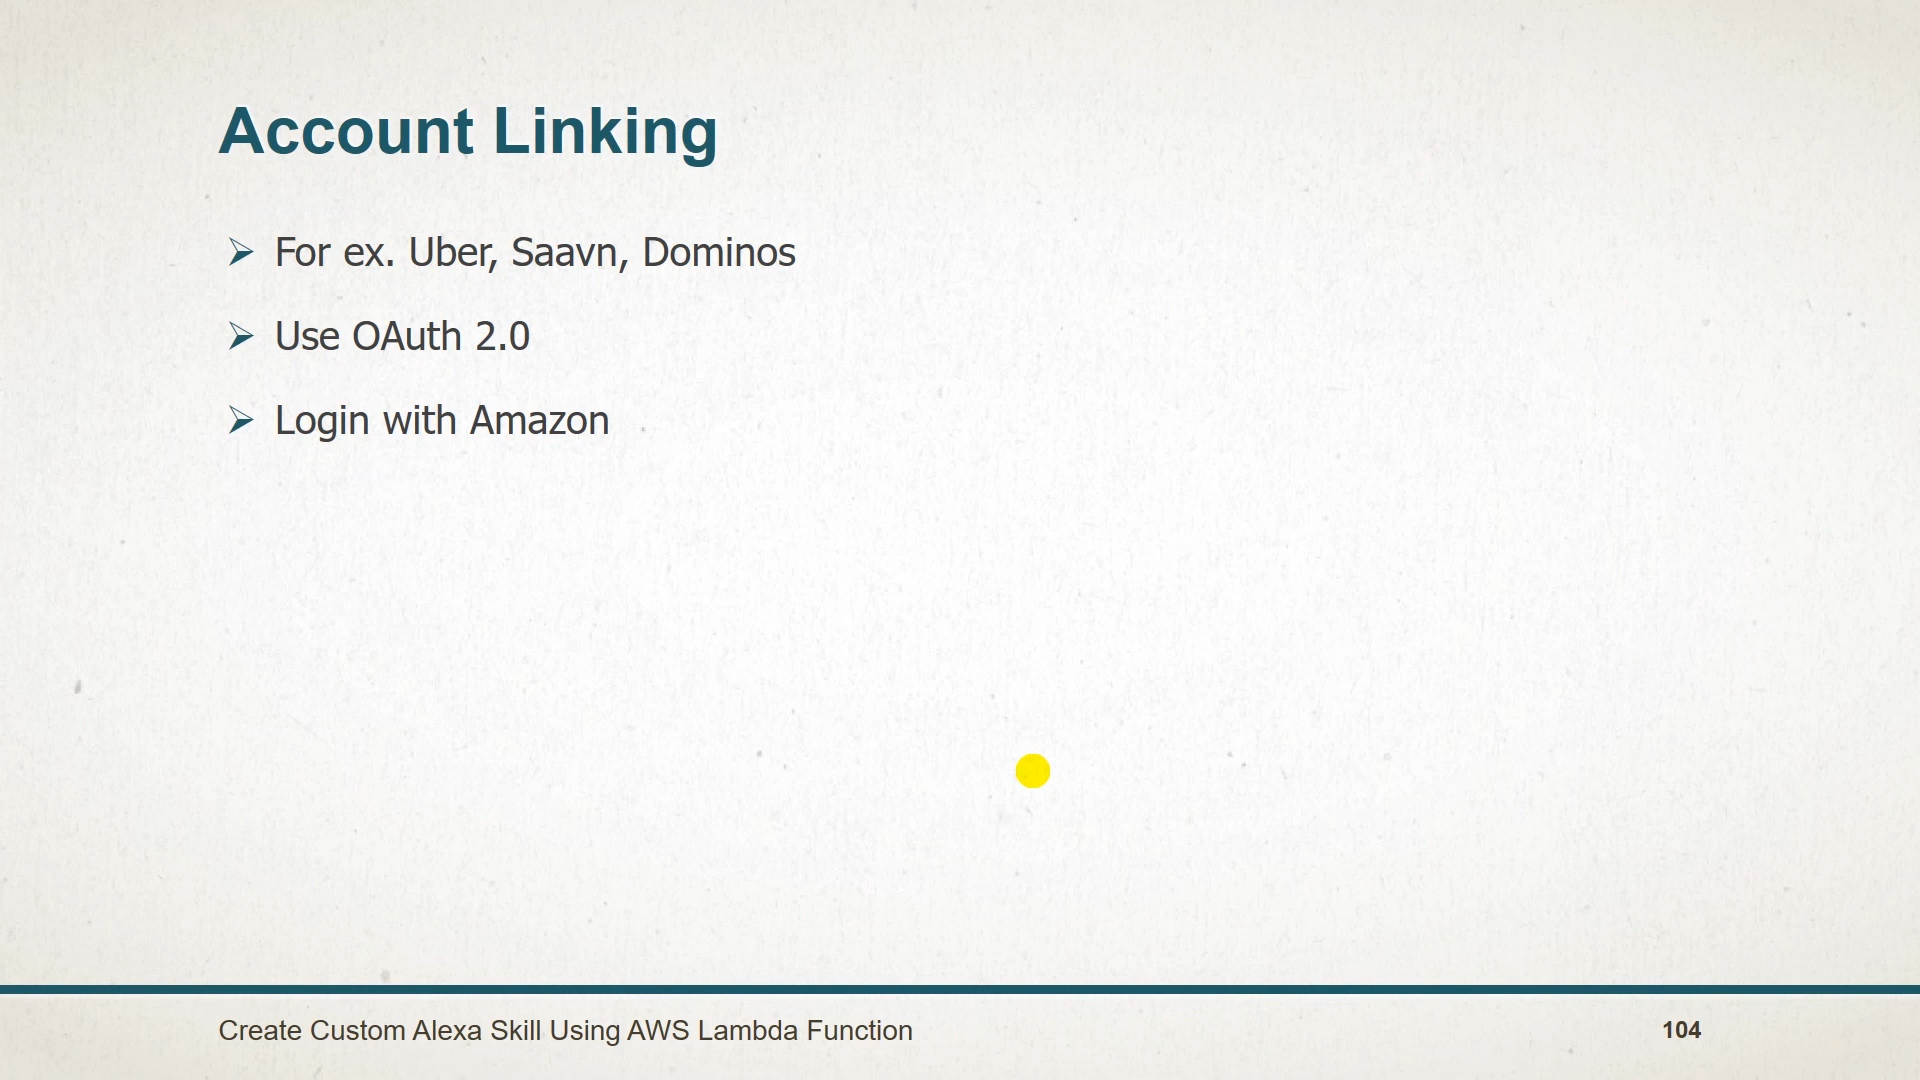 Account Linking
For ex. Uber, Saavn, Dominos
Use OAuth 2.0
Login with Amazon
Create Custom Alexa Skill Using AWS Lambda Function
104